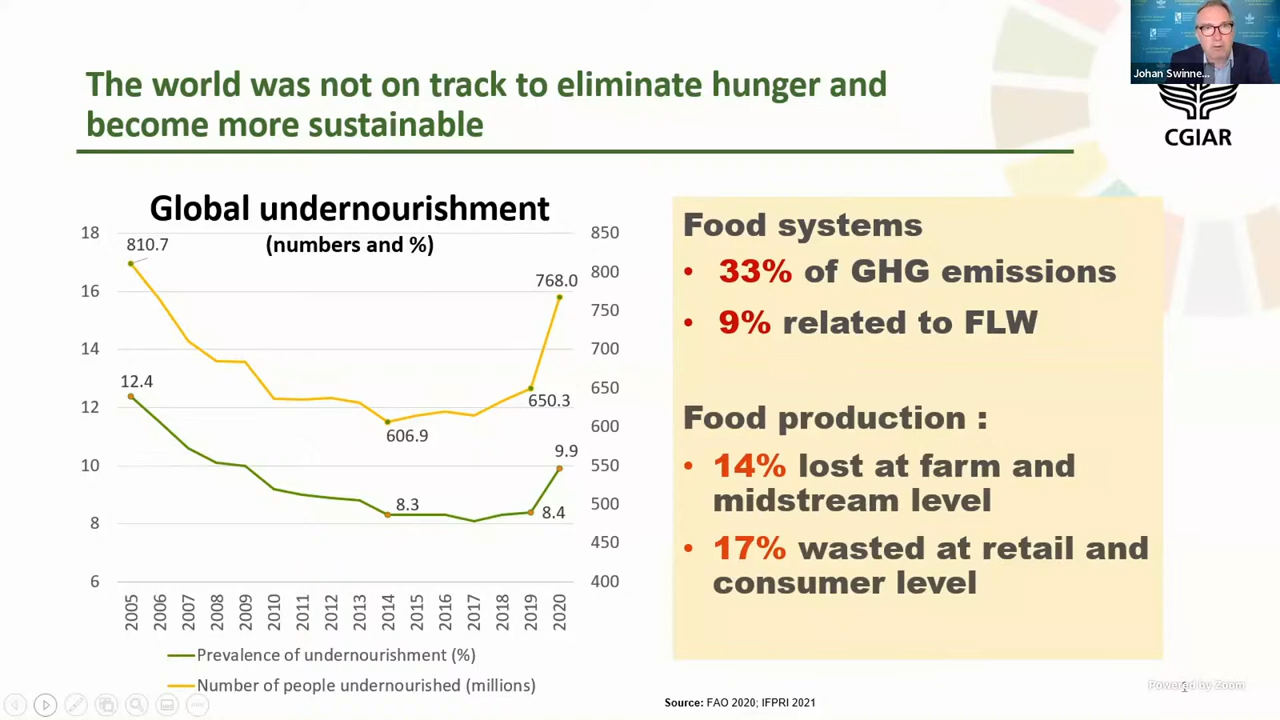 Johan Swinne...
The world was not on track to eliminate hunger and
become more sustainable
CGIAR
Global undernourishment
(numbers and %)
18
16
14
12
10
8
6
850
800
750
700
650
600
550
500
450
400
810.7
768.0
12.4
650.3
606.9
9.9
8.3
8.4
2005
2006
2007
2008
2009
2010
2011
2012
2013
2014
2015
2016
2017
2018
2019
2020
Prevalence of undernourishment (%)
Number of people undernourished (millions)
Food systems
• 33% of GHG emissions
• 9% related to FLW
Food production :
• 14% lost at farm and
midstream level
• 17% wasted at retail and
consumer level
Source: FAO 2020; IFPRI 2021
Powered by Zoom